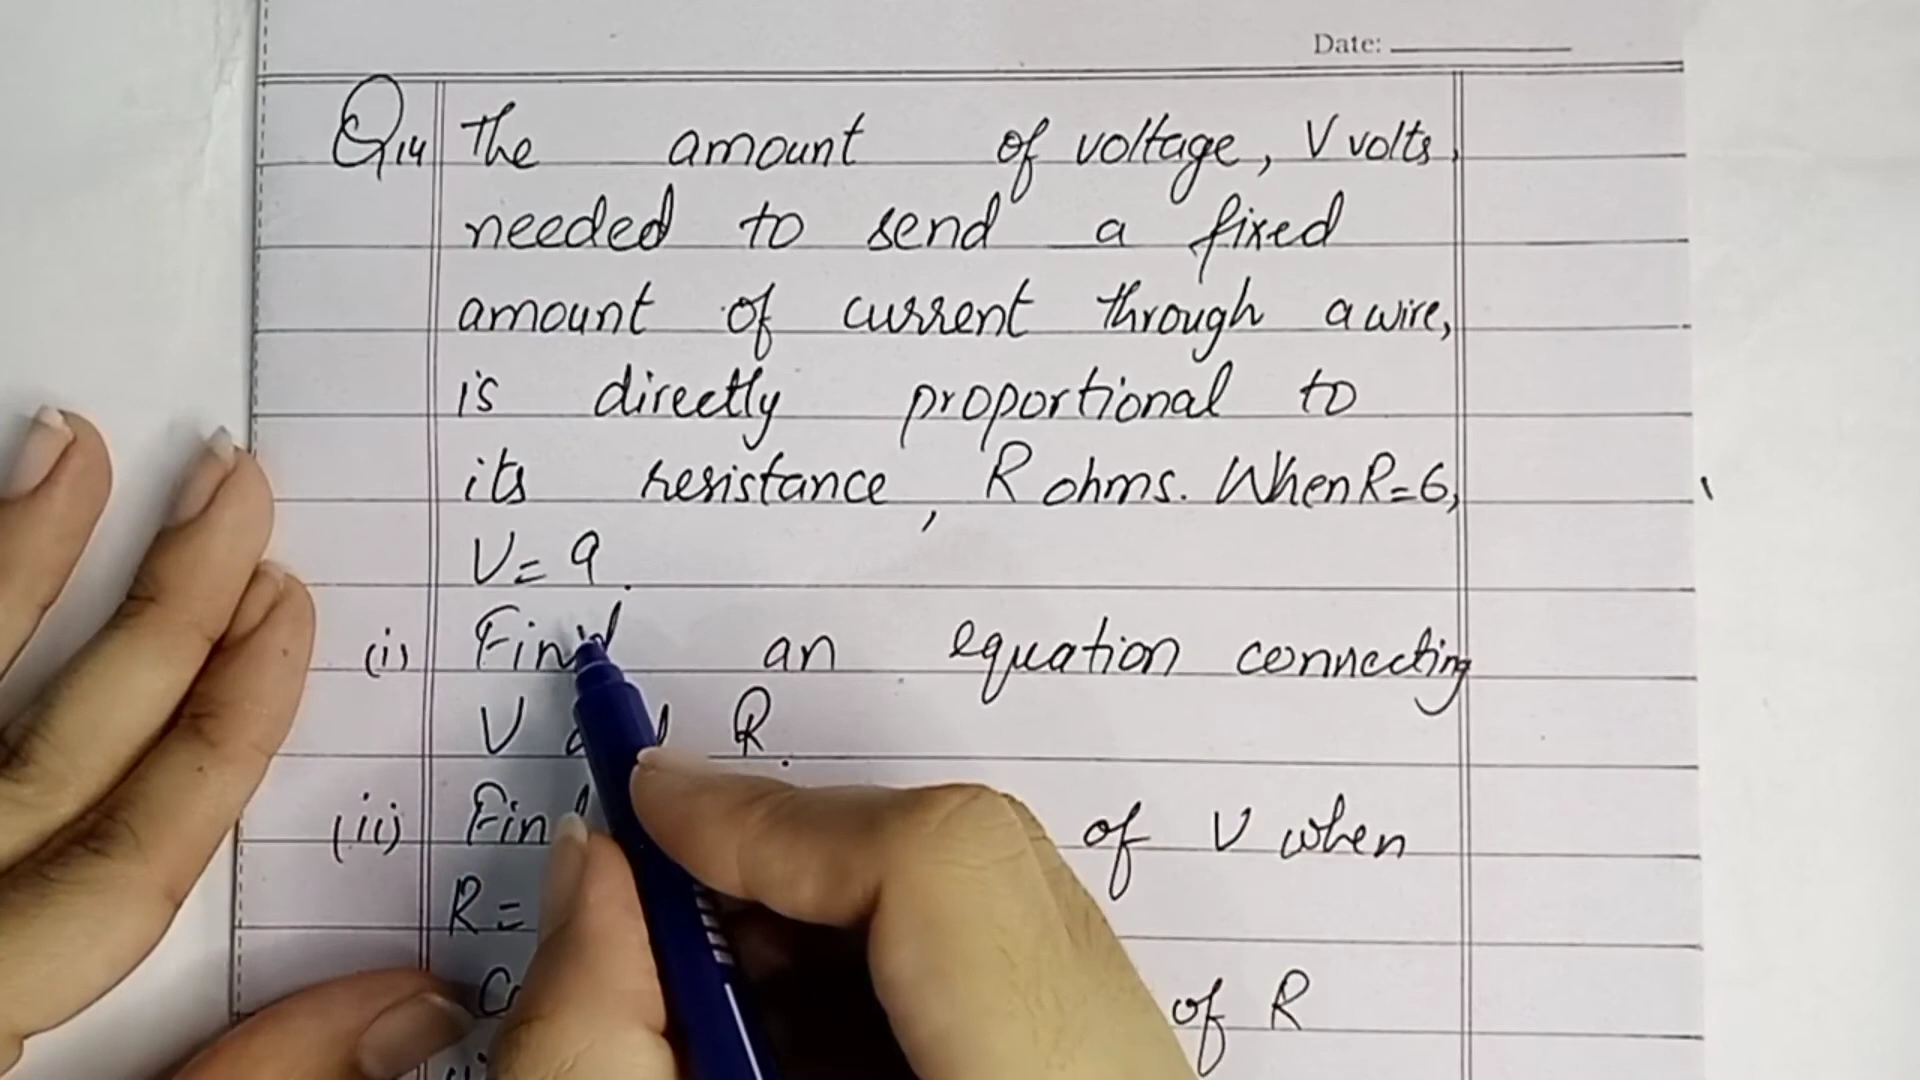 Date:
Q14 The amount of voltage, V volts,
needed to send a fixed
amount of current through a wire,
is directly proportional to
its resistance, R ohms. When R=6,
V=9.
(i) Find an equation connecting
V R.
(ii) Find of V when
R=
of R